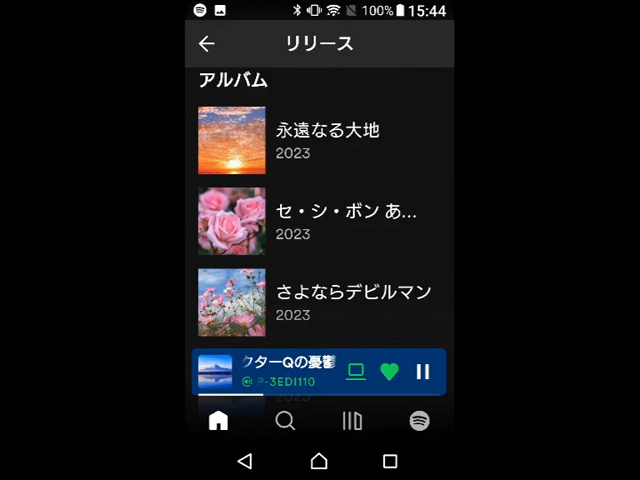 100% 15:44
リリース
アルバム
永遠なる大地
2023
セ・シ・ボン あ...
2023
さよならデビルマン
2023
クターQの憂鬱
P-3EDI110
2023